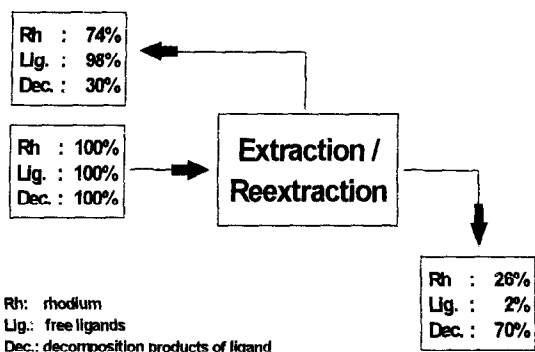 Rh : 74%
Lig. : 98%
Dec. : 30%
Rh : 100%
Lig. : 100%
Dec. : 100%
Extraction /
Reextraction
Rh : 26%
Lig. : 2%
Dec. : 70%
Rh: rhodium
Lig.: free ligands
Dec.: decomposition products of ligand